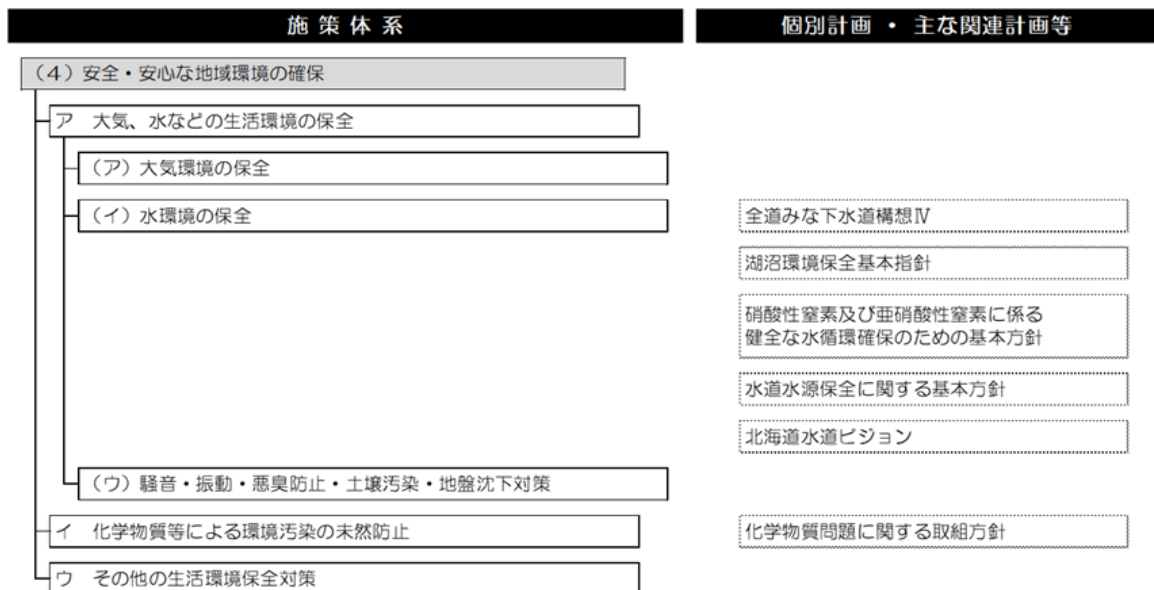 施策体系
個別計画 ・ 主な関連計画等
（4）安全・安心な地域環境の確保
ア 大気、水などの生活環境の保全
（ア）大気環境の保全
（イ）水環境の保全
全道みな下水道構想Ⅳ
湖沼環境保全基本指針
硝酸性窒素及び亜硝酸性窒素に係る
健全な水循環確保のための基本方針
水道水源保全に関する基本方針
北海道水道ビジョン
（ウ）騒音・振動・悪臭防止・土壌汚染・地盤沈下対策
イ 化学物質等による環境汚染の未然防止
化学物質問題に関する取組方針
ウ その他の生活環境保全対策